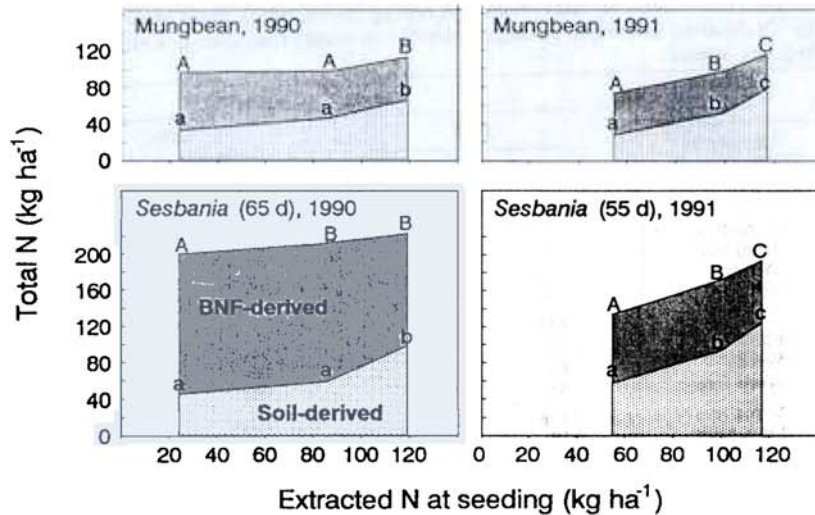 Mungbean, 1990
120
80
40
0
A
A
B
a
a
b
Mungbean, 1991
A
B
C
a
b
c
Total N (kg ha⁻¹)
Sesbania (65 d), 1990
200
160
120
80
40
0
A
B
B
BNF-derived
a
a
b
Soil-derived
20 40 60 80 100 120
Sesbania (55 d), 1991
A
B
C
a
b
c
0 20 40 60 80 100 120
Extracted N at seeding (kg ha⁻¹)